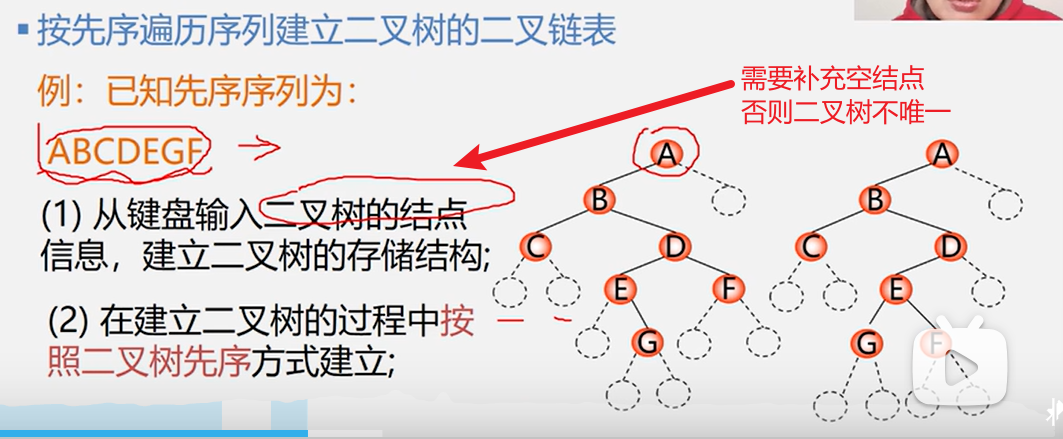 按先序遍历序列建立二叉树的二叉链表
例：已知先序序列为：
ABCDEGF
需要补充空结点
否则二叉树不唯一
(1) 从键盘输入二叉树的结点
信息，建立二叉树的存储结构;
(2) 在建立二叉树的过程中按
照二叉树先序方式建立;
A
B
C
D
E
F
G
A
B
C
D
E
G
F